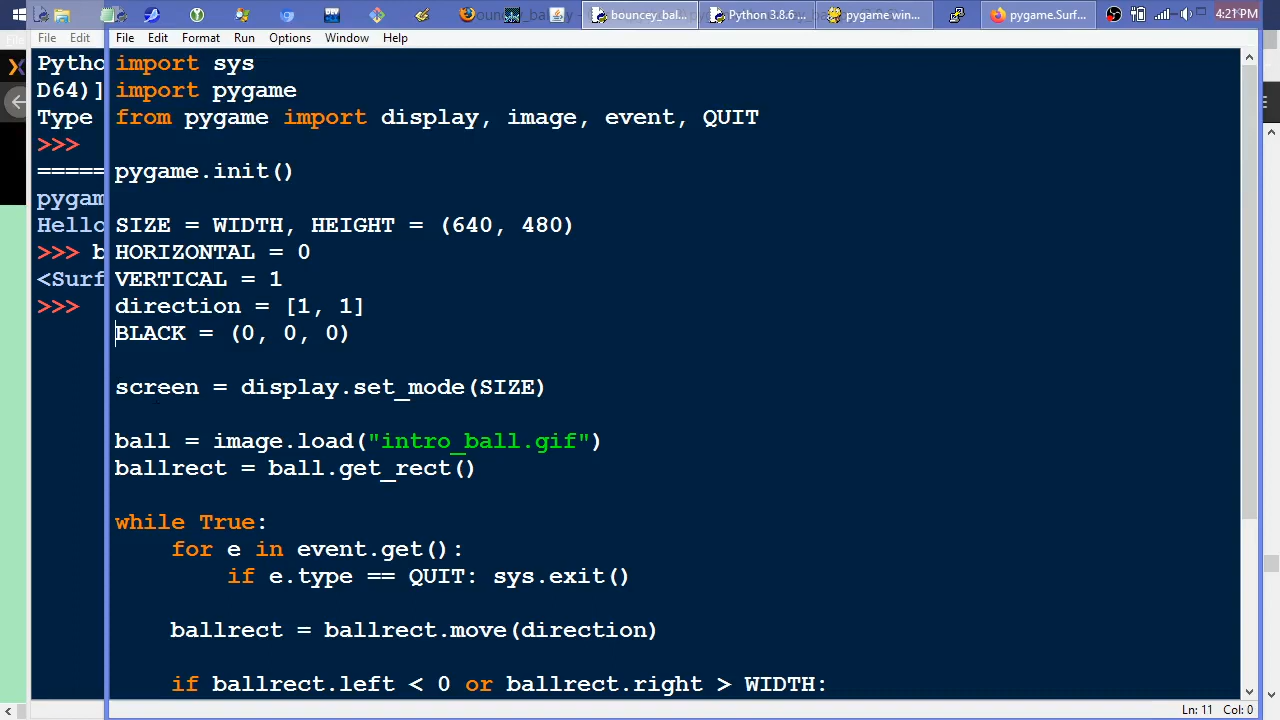 bouncey_bal...
Python 3.8.6 ...
pygame win...
pygame.Surf...
4:21 PM
File Edit
File Edit Format Run Options Window Help
Pytho
D64)]
Type
>>>
=====
pygam
Hello
>>> b
<Surf
>>>
import sys
import pygame
from pygame import display, image, event, QUIT
pygame.init()
SIZE = WIDTH, HEIGHT = (640, 480)
HORIZONTAL = 0
VERTICAL = 1
direction = [1, 1]
BLACK = (0, 0, 0)
screen = display.set_mode(SIZE)
ball = image.load("intro_ball.gif")
ballrect = ball.get_rect()
while True:
for e in event.get():
if e.type == QUIT: sys.exit()
ballrect = ballrect.move(direction)
if ballrect.left < 0 or ballrect.right > WIDTH:
Ln: 11 Col: 0